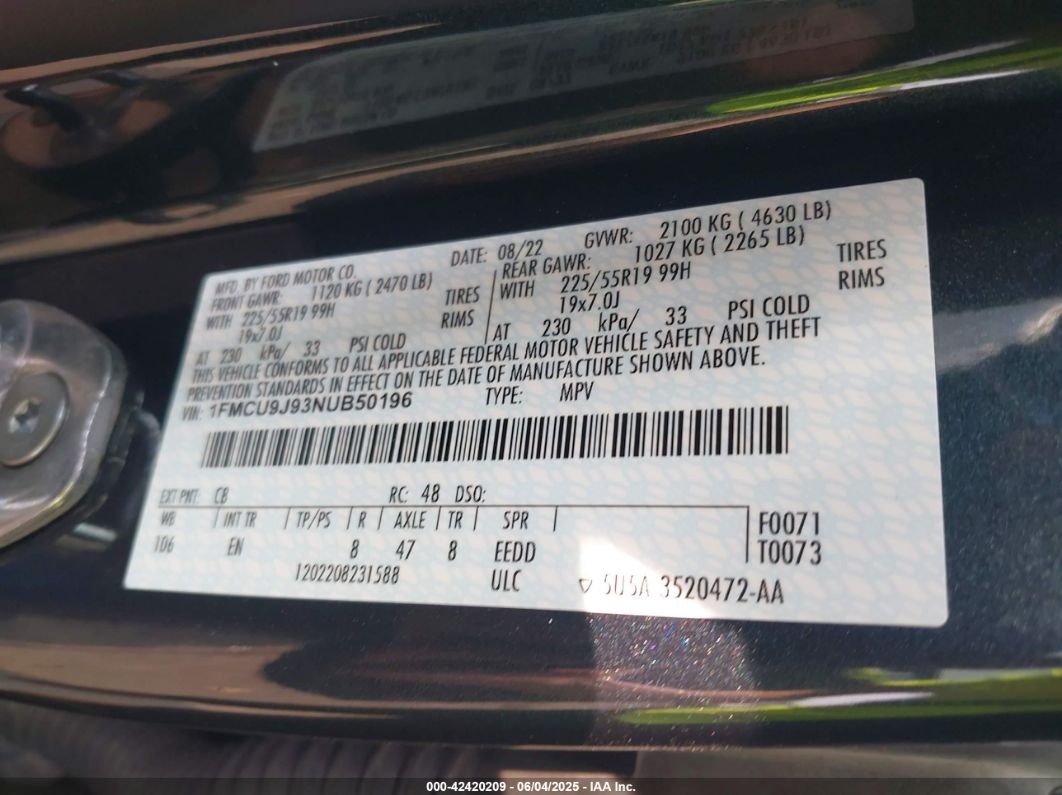 MFD. BY FORD MOTOR CO. DATE: 08/22 GVWR: 2100 KG ( 4630 LB)
FRONT GAWR: 1120 KG ( 2470 LB) REAR GAWR: 1027 KG ( 2265 LB)
WITH 225/55R19 99H TIRES WITH 225/55R19 99H TIRES
19x7.0J RIMS 19x7.0J RIMS
AT 230 kPa/ 33 PSI COLD AT 230 kPa/ 33 PSI COLD
THIS VEHICLE CONFORMS TO ALL APPLICABLE FEDERAL MOTOR VEHICLE SAFETY AND THEFT
PREVENTION STANDARDS IN EFFECT ON THE DATE OF MANUFACTURE SHOWN ABOVE.
VIN: 1FMCU9J93NUB50196 TYPE: MPV
EXT PNT: CB RC: 48 DSO:
WB INT TR TP/PS R AXLE TR SPR F0071
106 EN 8 47 8 EEDD T0073
1202208231588 ULC 5U5A 3520472-AA
000-42420209 - 06/04/2025 - IAA Inc.